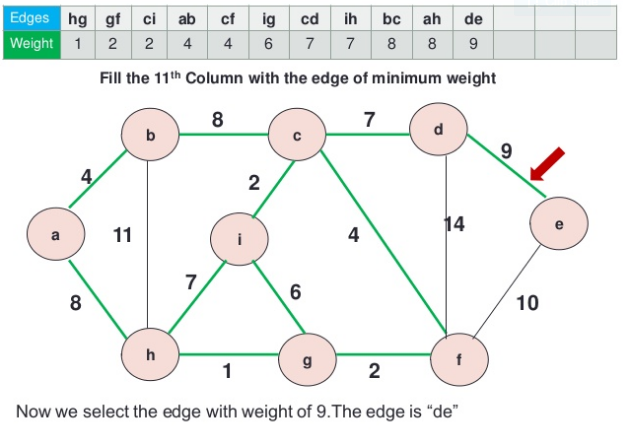 Edges hg gf ci ab cf ig cd ih bc ah de
Weight 1 2 2 4 4 6 7 7 8 8 9
Fill the 11th Column with the edge of minimum weight
8 7
b c d
4 9
2
a 11 i 4 14 e
7 6
8 10
h g f
1 2
Now we select the edge with weight of 9.The edge is “de”